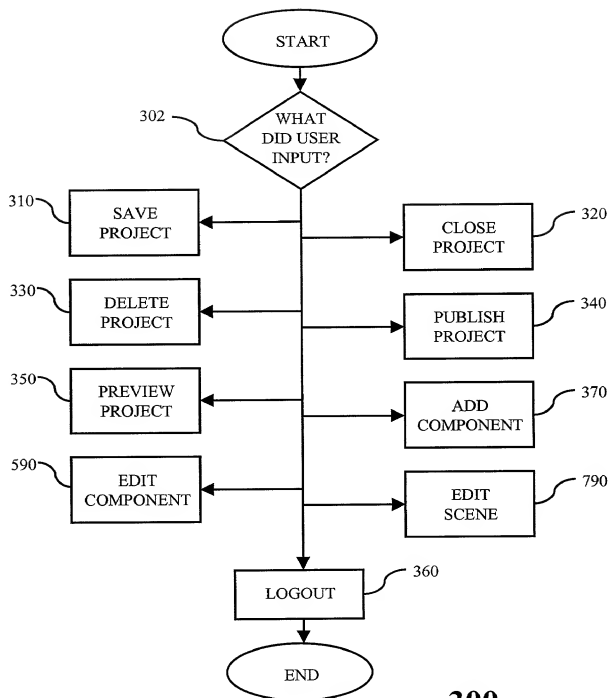 START
302
WHAT
DID USER
INPUT?
310
SAVE
PROJECT
CLOSE
PROJECT
320
330
DELETE
PROJECT
PUBLISH
PROJECT
340
350
PREVIEW
PROJECT
ADD
COMPONENT
370
590
EDIT
COMPONENT
EDIT
SCENE
790
LOGOUT
360
END
300